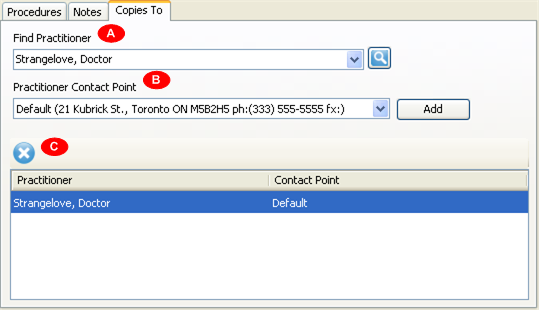 Procedures Notes Copies To
Find Practitioner A
Strangelove, Doctor
Practitioner Contact Point B
Default (21 Kubrick St., Toronto ON M5B2H5 ph:(333) 555-5555 fx:) Add
C
Practitioner Contact Point
Strangelove, Doctor Default